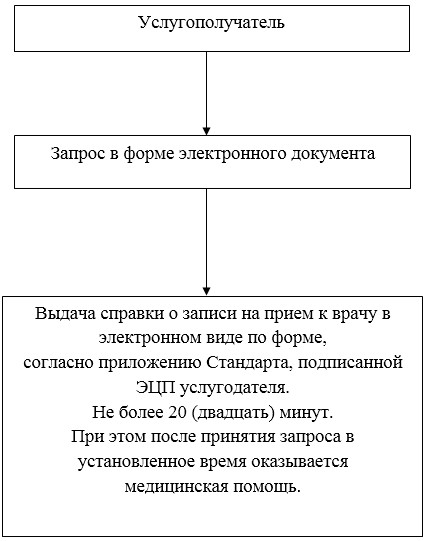 Услугополучатель
Запрос в форме электронного документа
Выдача справки о записи на прием к врачу в
электронном виде по форме,
согласно приложению Стандарта, подписанной
ЭЦП услугодателя.
Не более 20 (двадцать) минут.
При этом после принятия запроса в
установленное время оказывается
медицинская помощь.